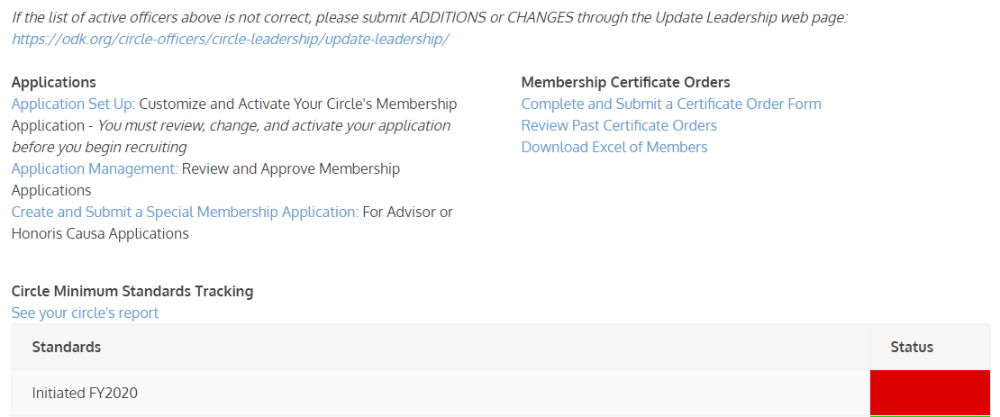 If the list of active officers above is not correct, please submit ADDITIONS or CHANGES through the Update Leadership web page:
https://odk.org/circle-officers/circle-leadership/update-leadership/
Applications
Application Set Up: Customize and Activate Your Circle's Membership
Application - You must review, change, and activate your application
before you begin recruiting
Application Management: Review and Approve Membership
Applications
Create and Submit a Special Membership Application: For Advisor or
Honoris Causa Applications
Membership Certificate Orders
Complete and Submit a Certificate Order Form
Review Past Certificate Orders
Download Excel of Members
Circle Minimum Standards Tracking
See your circle's report
Standards Status
Initiated FY2020